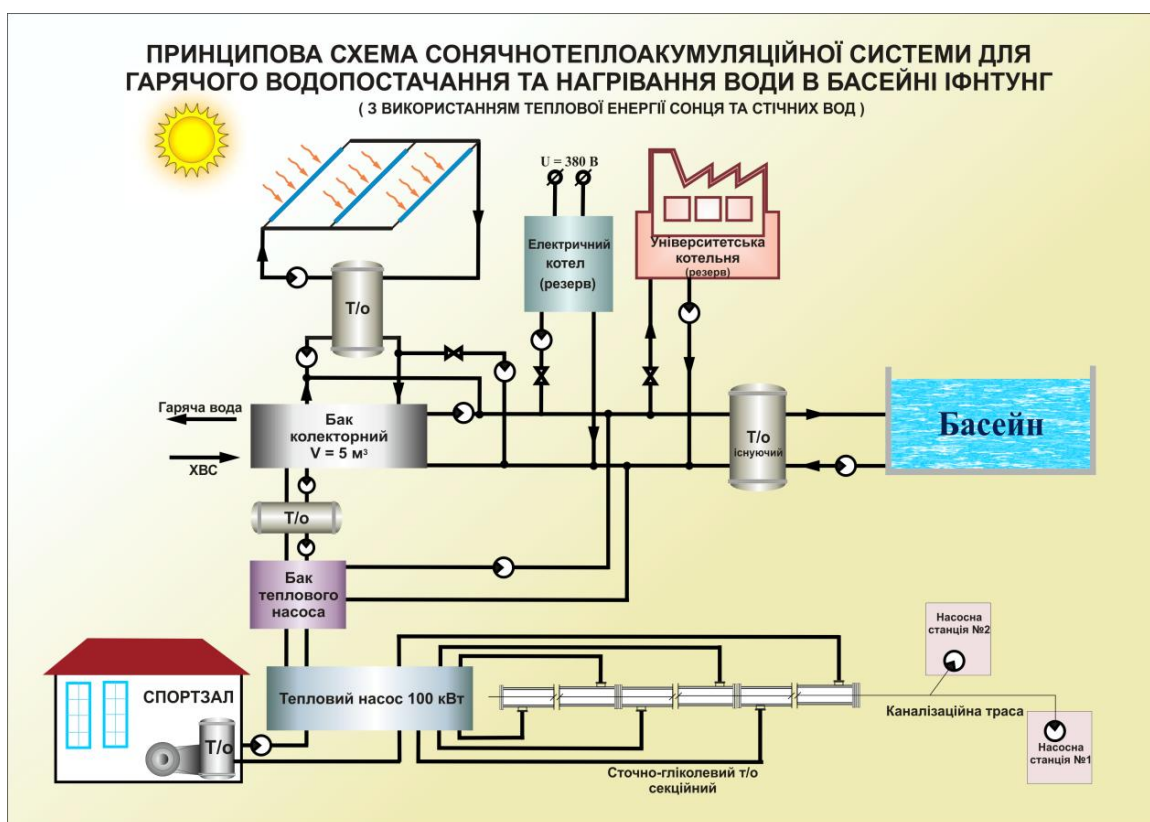 ПРИНЦИПОВА СХЕМА СОНЯЧНОТЕПЛОАКУМУЛЯЦІЙНОЇ СИСТЕМИ ДЛЯ
ГАРЯЧОГО ВОДОПОСТАЧАННЯ ТА НАГРІВАННЯ ВОДИ В БАСЕЙНІ ІФНТУНГ
( З ВИКОРИСТАННЯМ ТЕПЛОВОЇ ЕНЕРГІЇ СОНЦЯ ТА СТІЧНИХ ВОД )
U = 380 В
Електричний
котел
(резерв)
Університетська
котельня
(резерв)
Т/о
Гаряча вода
ХВС
Бак
колекторний
V = 5 м³
Т/о
існуючий
Басейн
Т/о
Бак
теплового
насоса
Насосна
станція №2
СПОРТЗАЛ
Т/о
Тепловий насос 100 кВт
Каналізаційна траса
Насосна
станція №1
Сточно-гліколевий т/о
секційний